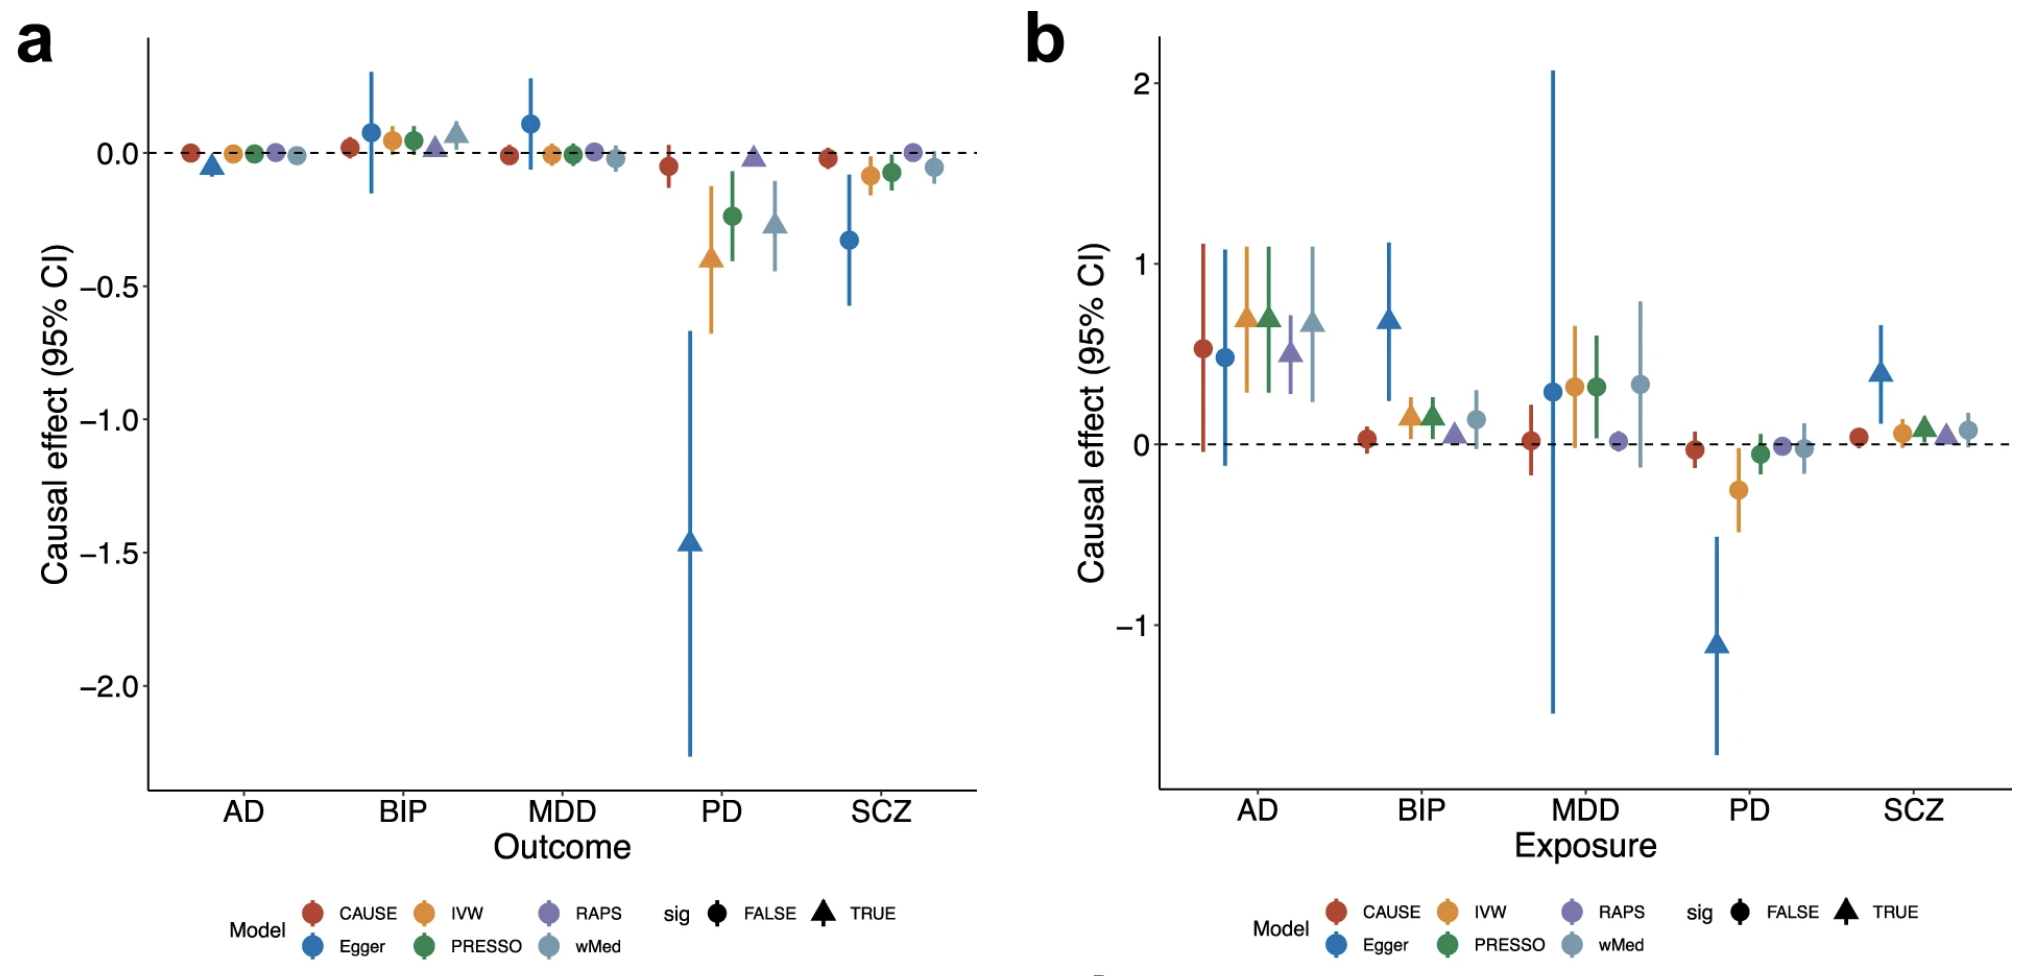 a
Causal effect (95% CI)
0.0
−0.5
−1.0
−1.5
−2.0
AD BIP MDD PD SCZ
Outcome
Model
CAUSE IVW RAPS
Egger PRESSO wMed
sig FALSE TRUE
b
Causal effect (95% CI)
2
1
0
−1
AD BIP MDD PD SCZ
Exposure
Model
CAUSE IVW RAPS
Egger PRESSO wMed
sig FALSE TRUE